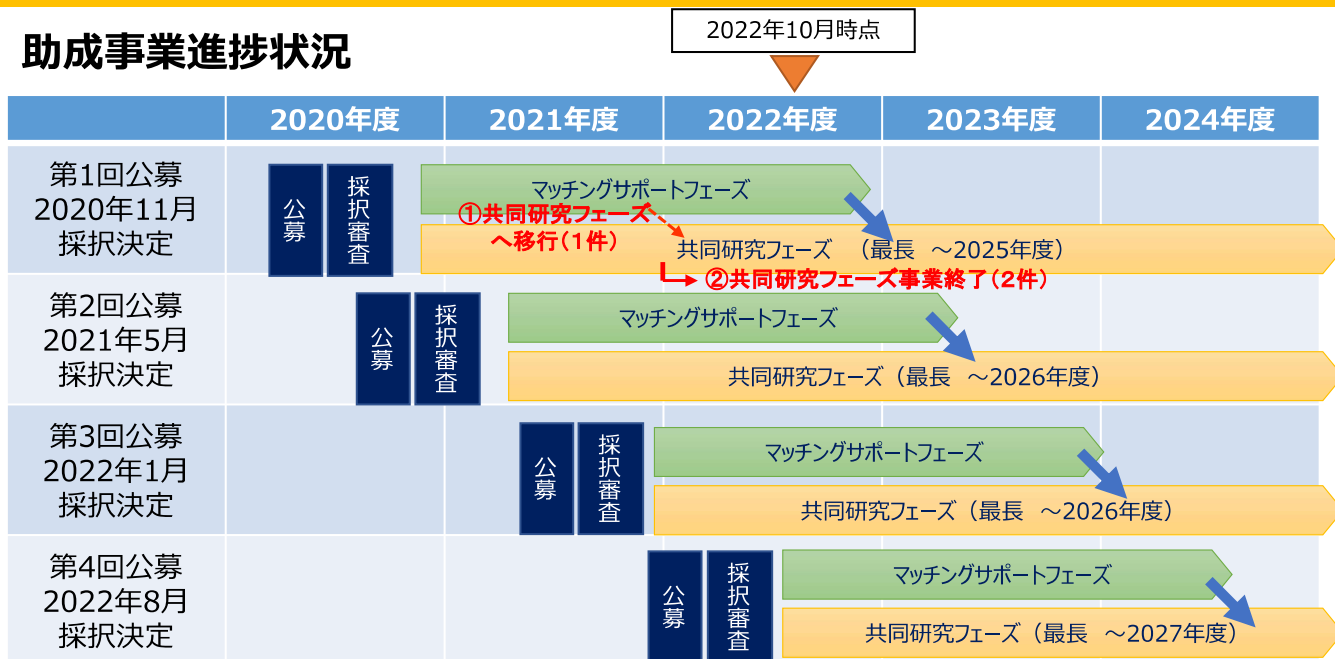 2022年10月時点
助成事業進捗状況
2020年度
2021年度
2022年度
2023年度
2024年度
第1回公募
2020年11月
採択決定
公募
採択審査
マッチングサポートフェーズ
①共同研究フェーズ
へ移行(1件)
共同研究フェーズ (最長 ~2025年度)
②共同研究フェーズ事業終了(2件)
第2回公募
2021年5月
採択決定
公募
採択審査
マッチングサポートフェーズ
共同研究フェーズ(最長 ~2026年度)
第3回公募
2022年1月
採択決定
公募
採択審査
マッチングサポートフェーズ
共同研究フェーズ(最長 ~2026年度)
第4回公募
2022年8月
採択決定
公募
採択審査
マッチングサポートフェーズ
共同研究フェーズ(最長 ~2027年度)